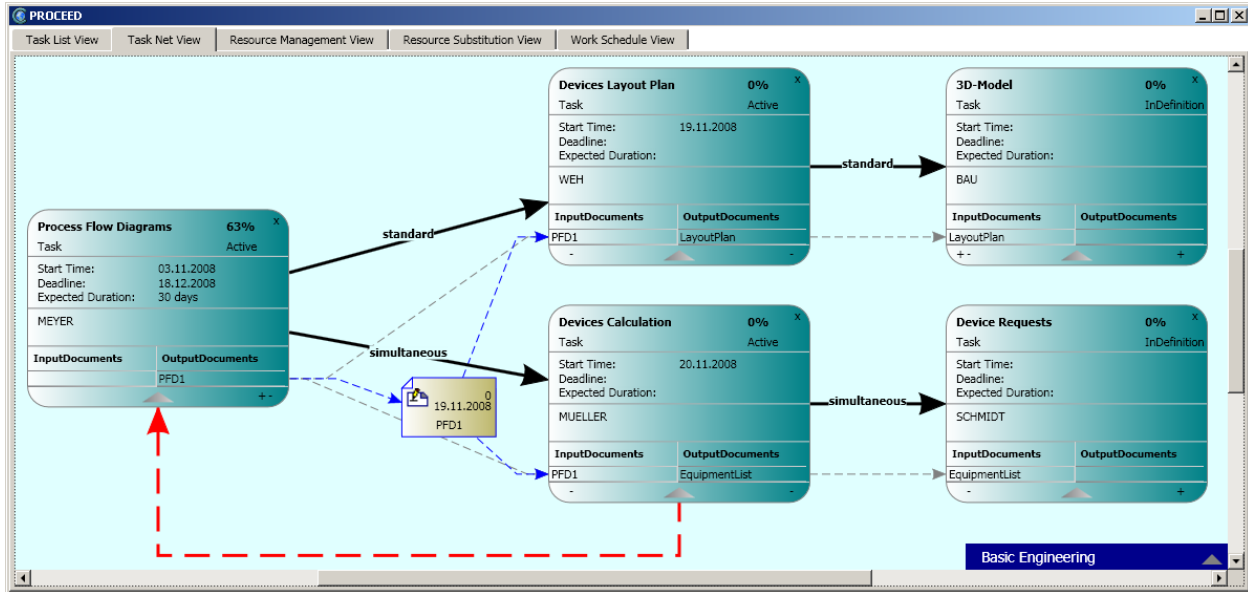 PROCEED
Task List View
Task Net View
Resource Management View
Resource Substitution View
Work Schedule View
Process Flow Diagrams 63% x
Task Active
Start Time: 03.11.2008
Deadline: 18.12.2008
Expected Duration: 30 days
MEYER
InputDocuments OutputDocuments
PFD1
+-
standard
simultaneous
0
19.11.2008
PFD1
Devices Layout Plan 0% x
Task Active
Start Time: 19.11.2008
Deadline:
Expected Duration:
WEH
InputDocuments OutputDocuments
PFD1 LayoutPlan
- -
standard
3D-Model 0% x
Task InDefinition
Start Time:
Deadline:
Expected Duration:
BAU
InputDocuments OutputDocuments
LayoutPlan
+- +
Devices Calculation 0% x
Task Active
Start Time: 20.11.2008
Deadline:
Expected Duration:
MUELLER
InputDocuments OutputDocuments
PFD1 EquipmentList
- -
simultaneous
Device Requests 0% x
Task InDefinition
Start Time:
Deadline:
Expected Duration:
SCHMIDT
InputDocuments OutputDocuments
EquipmentList
- +
Basic Engineering